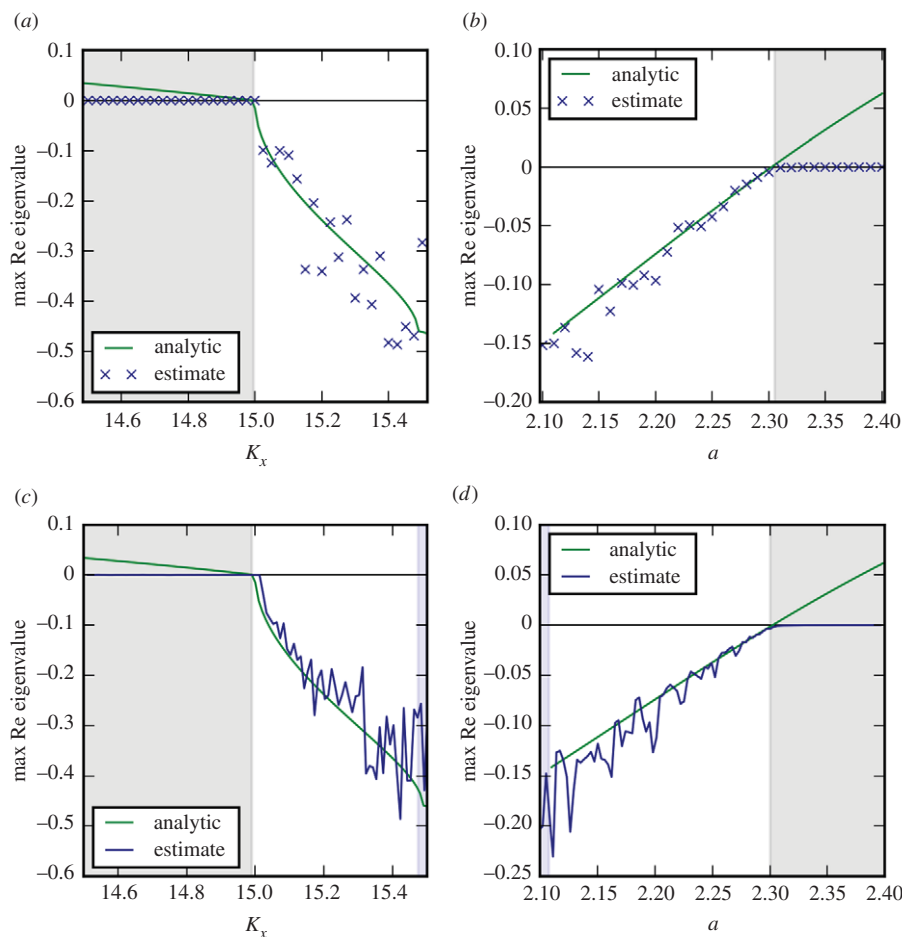 (a)
0.1
0
–0.1
–0.2
–0.3
–0.4
–0.5
–0.6
max Re eigenvalue
analytic
estimate
14.6 14.8 15.0 15.2 15.4
K_x
(b)
0.10
0.05
0
–0.05
–0.10
–0.15
–0.20
max Re eigenvalue
analytic
estimate
2.10 2.15 2.20 2.25 2.30 2.35 2.40
a
(c)
0.1
0
–0.1
–0.2
–0.3
–0.4
–0.5
–0.6
max Re eigenvalue
analytic
estimate
14.6 14.8 15.0 15.2 15.4
K_x
(d)
0.10
0.05
0
–0.05
–0.10
–0.15
–0.20
–0.25
max Re eigenvalue
analytic
estimate
2.10 2.15 2.20 2.25 2.30 2.35 2.40
a